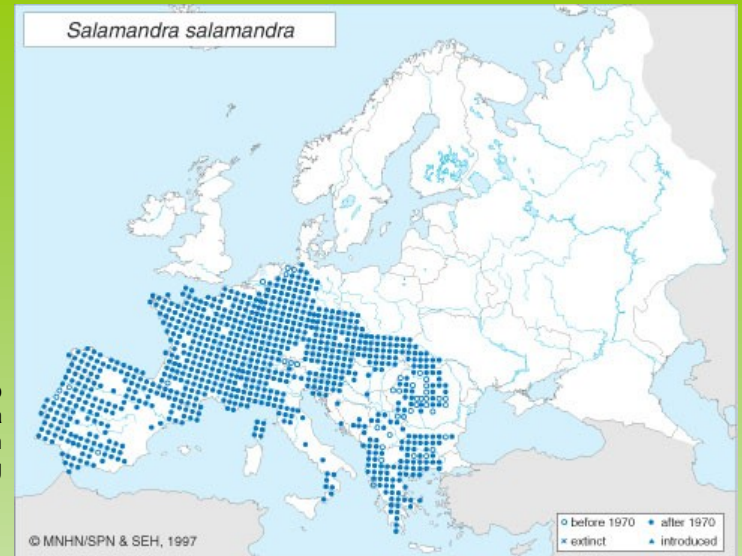 Salamandra salamandra
© MNHN/SPN & SEH, 1997
before 1970
after 1970
extinct
introduced